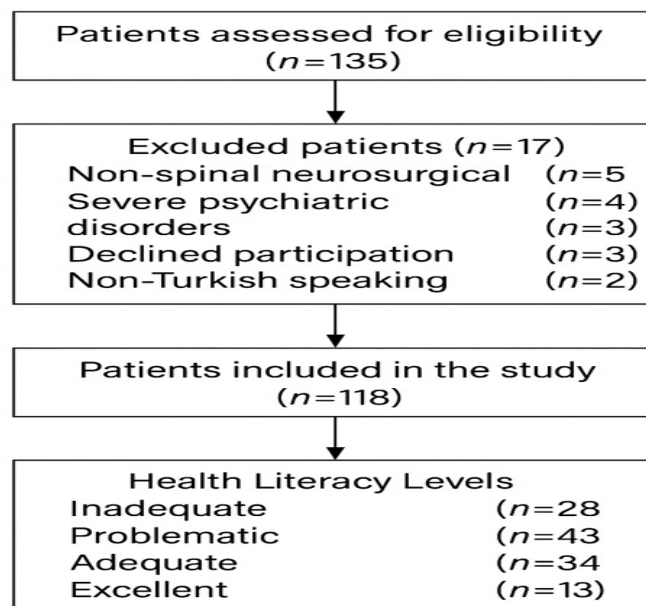 Patients assessed for eligibility
(n=135)
Excluded patients (n=17)
Non-spinal neurosurgical (n=5
Severe psychiatric (n=4)
disorders (n=3)
Declined participation (n=3)
Non-Turkish speaking (n=2)
Patients included in the study
(n=118)
Health Literacy Levels
Inadequate (n=28
Problematic (n=43
Adequate (n=34
Excellent (n=13)